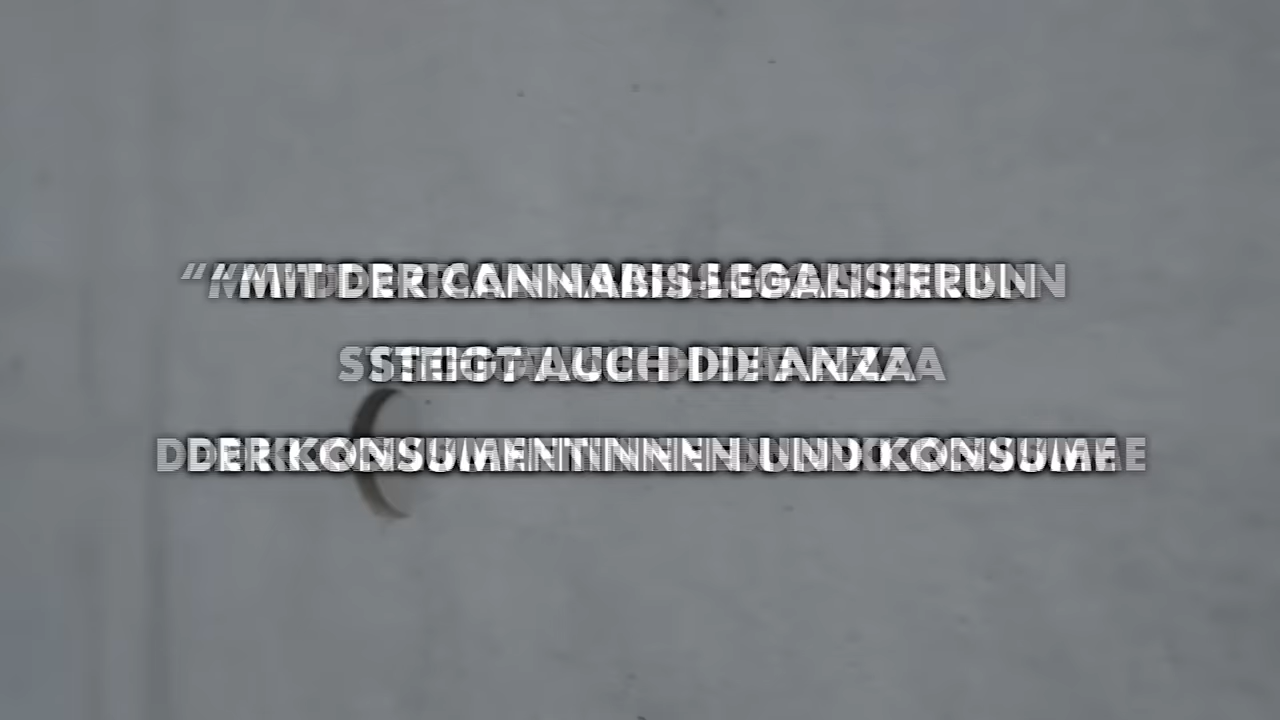 “MIT DER CANNABIS-LEGALISIERUN
STEIGT AUCH DIE ANZA
DER KONSUMENTINNEN UND KONSUME